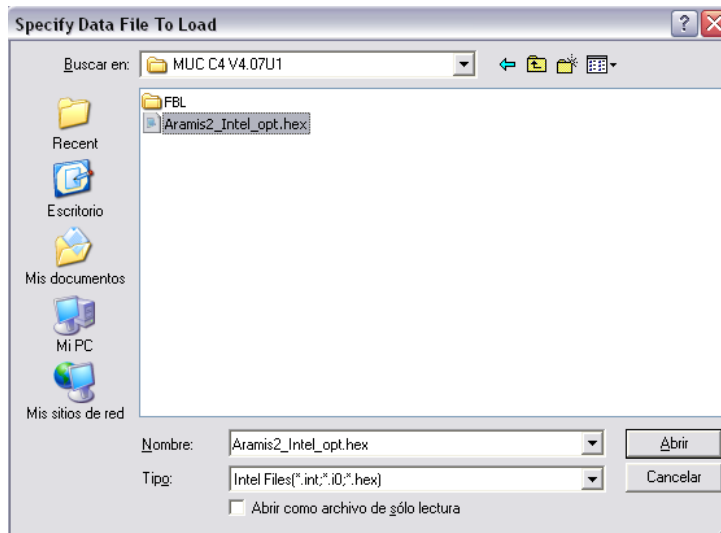 Specify Data File To Load
Buscar en: MUC C4 V4.07U1
FBL
Aramis2_Intel_opt.hex
Recent
Escritorio
Mis documentos
Mi PC
Mis sitios de red
Nombre: Aramis2_Intel_opt.hex Abrir
Tipo: Intel Files(*.int;*.i0;*.hex) Cancelar
Abrir como archivo de sólo lectura